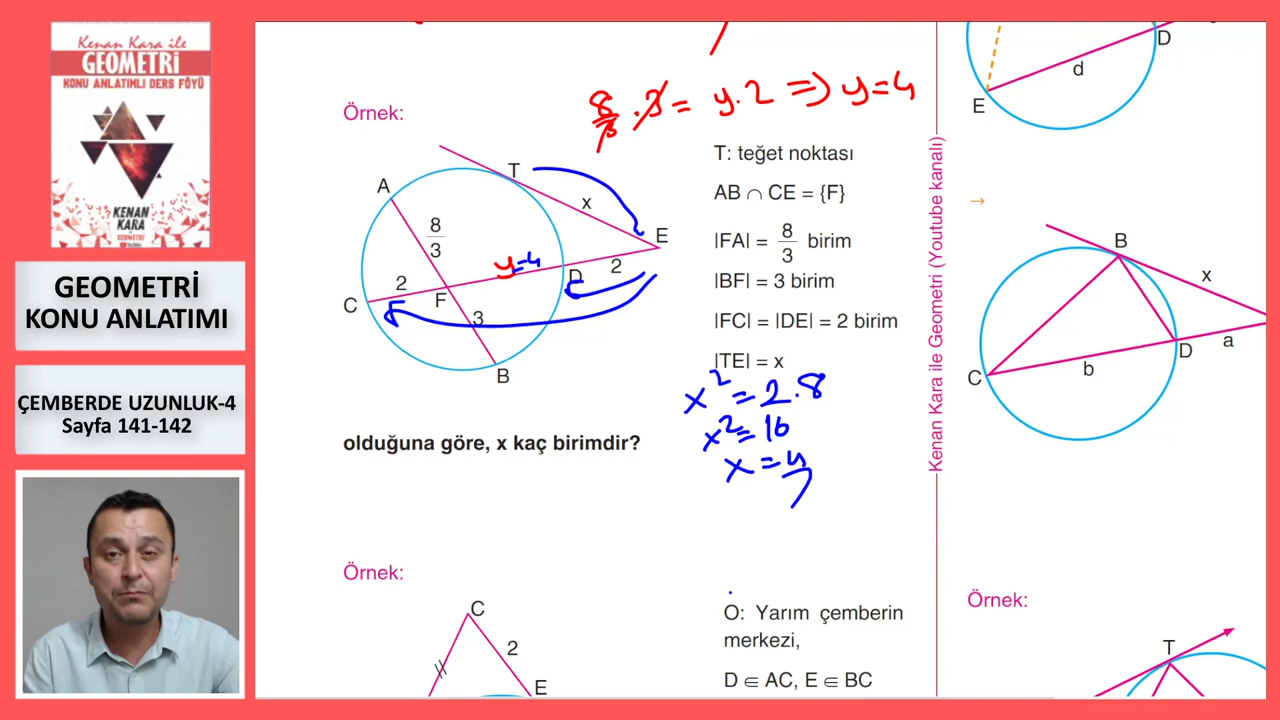 Kenan Kara ile
GEOMETRİ
KONU ANLATIMLI DERS FÖYÜ
KENAN
KARA
GEOMETRİ KONU ANLATIMI
ÇEMBERDE UZUNLUK-4
Sayfa 141-142
8/3 . 3 = y . 2 => y = 4
Örnek:
A
T
x
E
8/3
y=4
D
2
2
C
F
3
B
T: teğet noktası
AB ∩ CE = {F}
|FA| = 8/3 birim
|BF| = 3 birim
|FC| = |DE| = 2 birim
|TE| = x
x² = 2.8
x² = 16
x = 4
olduğuna göre, x kaç birimdir?
Örnek:
C
2
E
O: Yarım çemberin
merkezi,
D ∈ AC, E ∈ BC
Kenan Kara ile Geometri (Youtube kanalı)
D
d
E
→
B
x
D
a
C
b
Örnek:
T